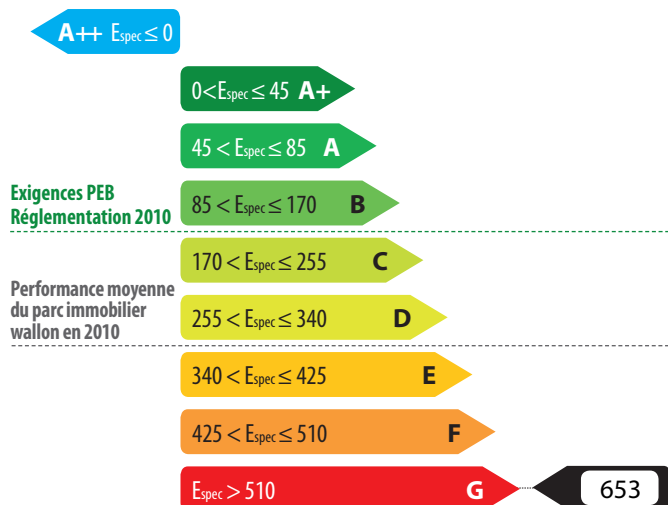 A++ Espec ≤ 0
0<Espec ≤ 45 A+
45 < Espec ≤ 85 A
Exigences PEB
Réglementation 2010
85 < Espec ≤ 170 B
170 < Espec ≤ 255 C
Performance moyenne
du parc immobilier
wallon en 2010
255 < Espec ≤ 340 D
340 < Espec ≤ 425 E
425 < Espec ≤ 510 F
Espec > 510 G 653